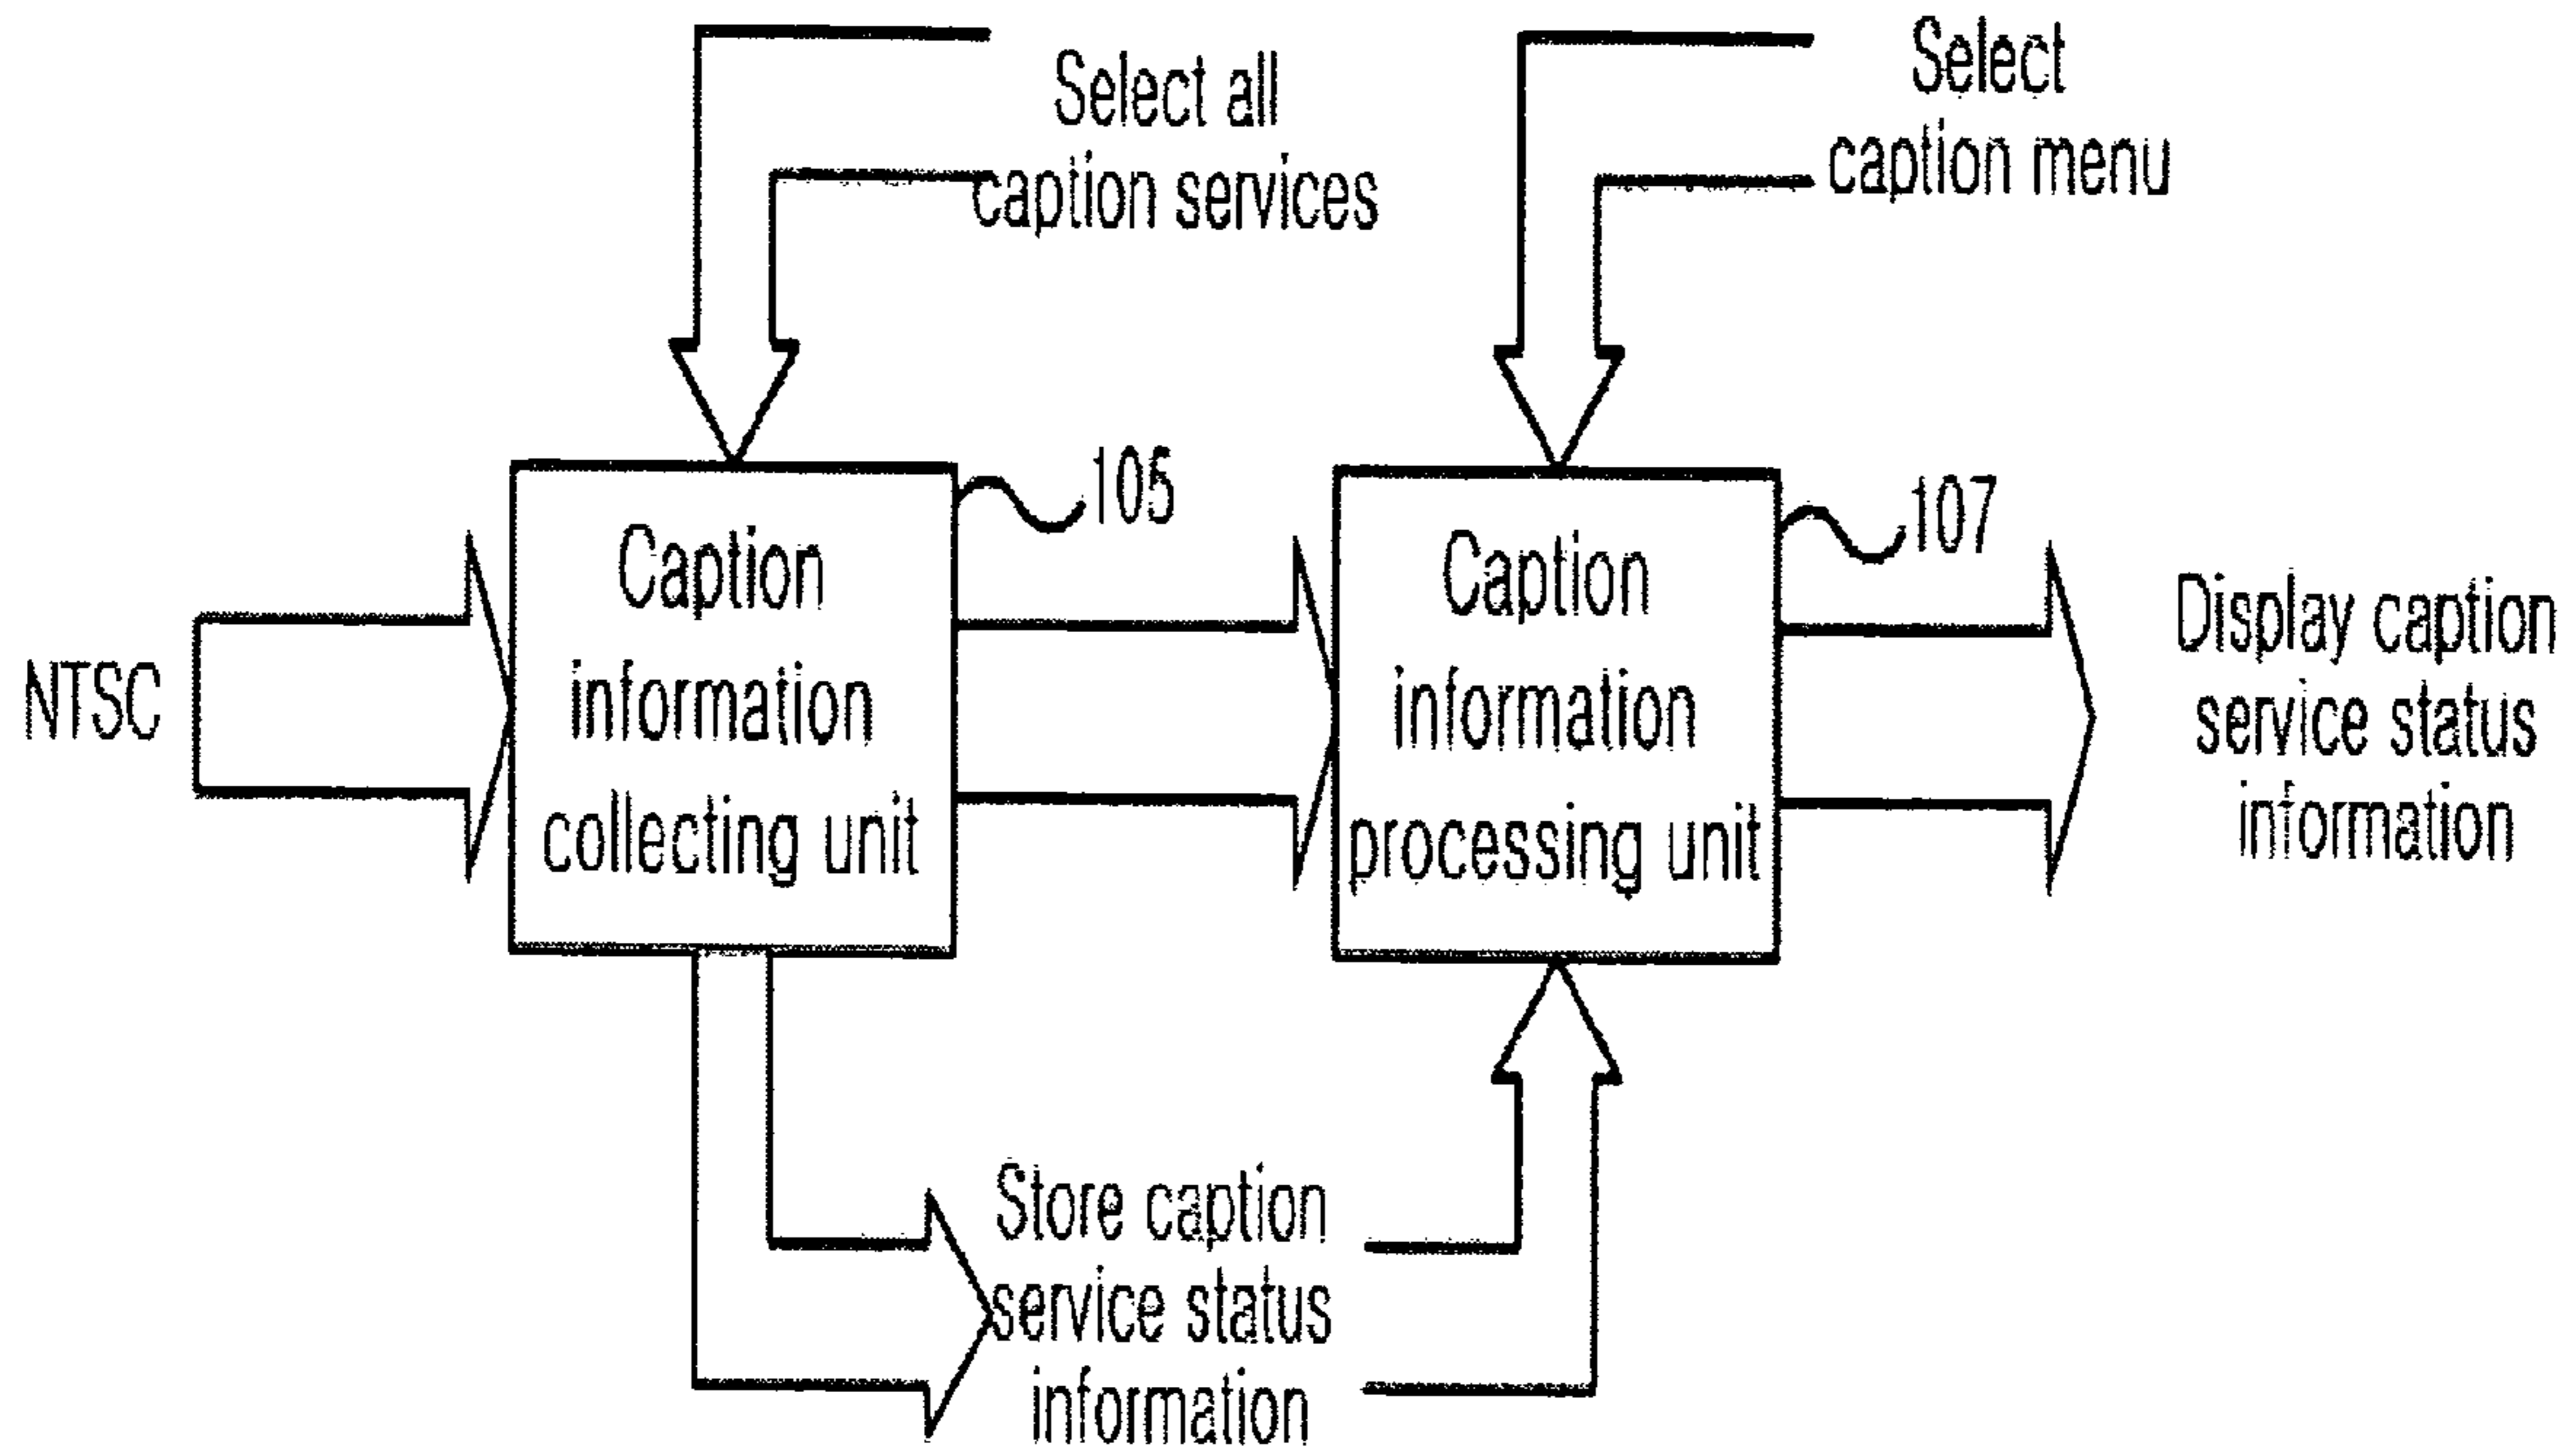 Select all
caption services
Select
caption menu
105
107
NTSC
Caption
information
collecting unit
Caption
information
processing unit
Display caption
service status
information
Store caption
service status
information